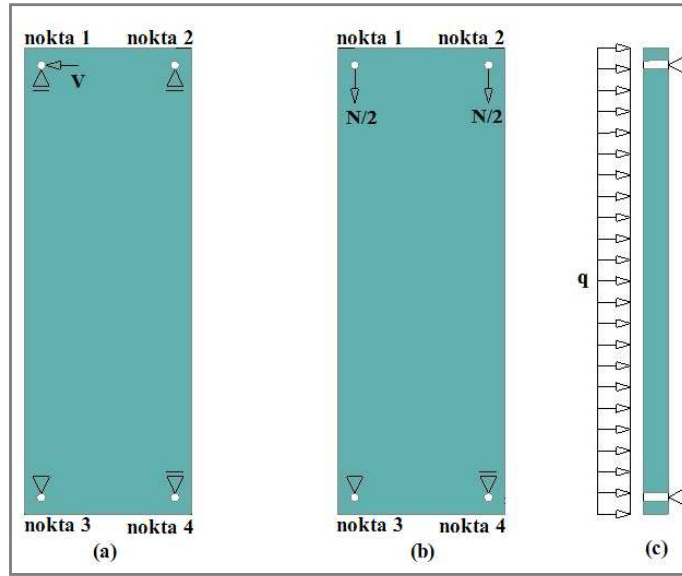 nokta 1 nokta 2
V
nokta 3 nokta 4
(a)
nokta 1 nokta 2
N/2 N/2
nokta 3 nokta 4
(b)
q
(c)